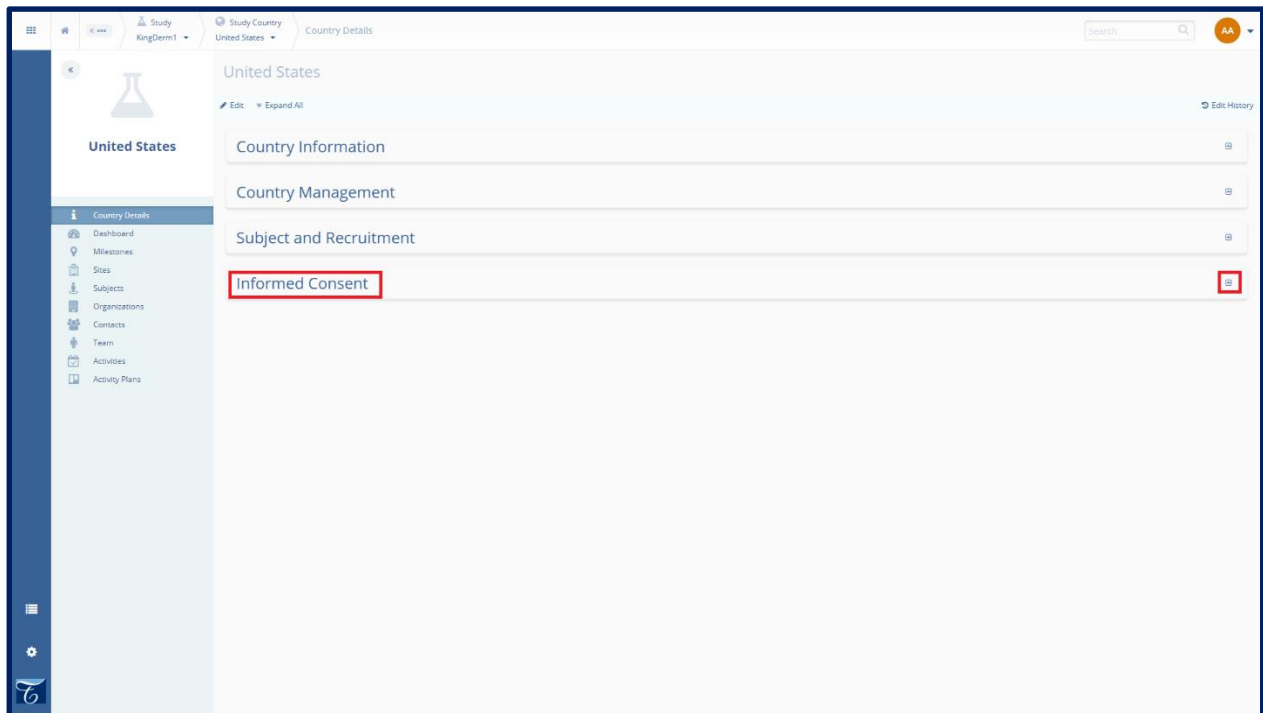 Study
KingDerm1
Study Country
United States
Country Details
Search
AA
United States
Edit
Expand All
Edit History
United States
Country Information
Country Management
Subject and Recruitment
Informed Consent
Country Details
Dashboard
Milestones
Sites
Subjects
Organizations
Contacts
Team
Activities
Activity Plans